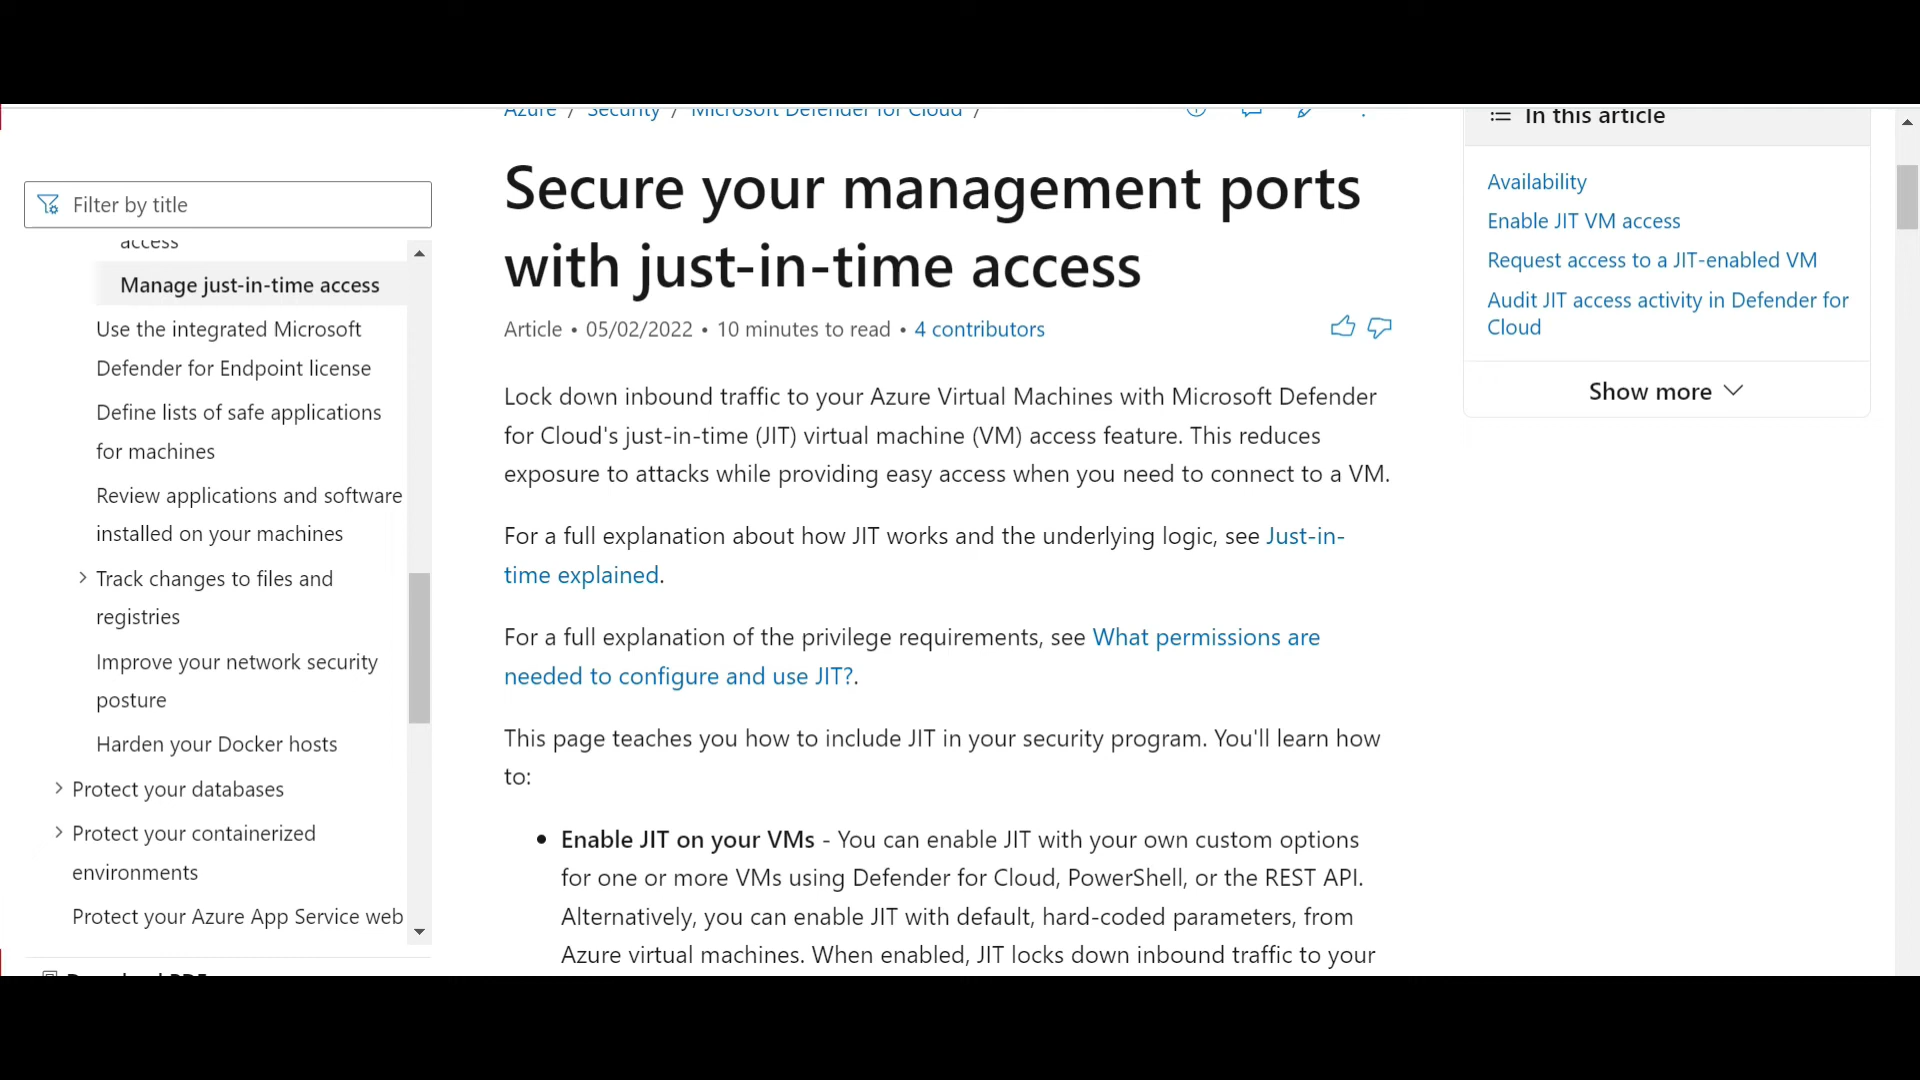 Azure / Security / Microsoft Defender for Cloud /
In this article
Secure your management ports
with just-in-time access
Article • 05/02/2022 • 10 minutes to read • 4 contributors
Lock down inbound traffic to your Azure Virtual Machines with Microsoft Defender
for Cloud's just-in-time (JIT) virtual machine (VM) access feature. This reduces
exposure to attacks while providing easy access when you need to connect to a VM.
For a full explanation about how JIT works and the underlying logic, see Just-in-
time explained.
For a full explanation of the privilege requirements, see What permissions are
needed to configure and use JIT?.
This page teaches you how to include JIT in your security program. You'll learn how
to:
• Enable JIT on your VMs - You can enable JIT with your own custom options
for one or more VMs using Defender for Cloud, PowerShell, or the REST API.
Alternatively, you can enable JIT with default, hard-coded parameters, from
Azure virtual machines. When enabled, JIT locks down inbound traffic to your
Filter by title
access
Manage just-in-time access
Use the integrated Microsoft
Defender for Endpoint license
Define lists of safe applications
for machines
Review applications and software
installed on your machines
Track changes to files and
registries
Improve your network security
posture
Harden your Docker hosts
Protect your databases
Protect your containerized
environments
Protect your Azure App Service web
Download PDF
Availability
Enable JIT VM access
Request access to a JIT-enabled VM
Audit JIT access activity in Defender for
Cloud
Show more